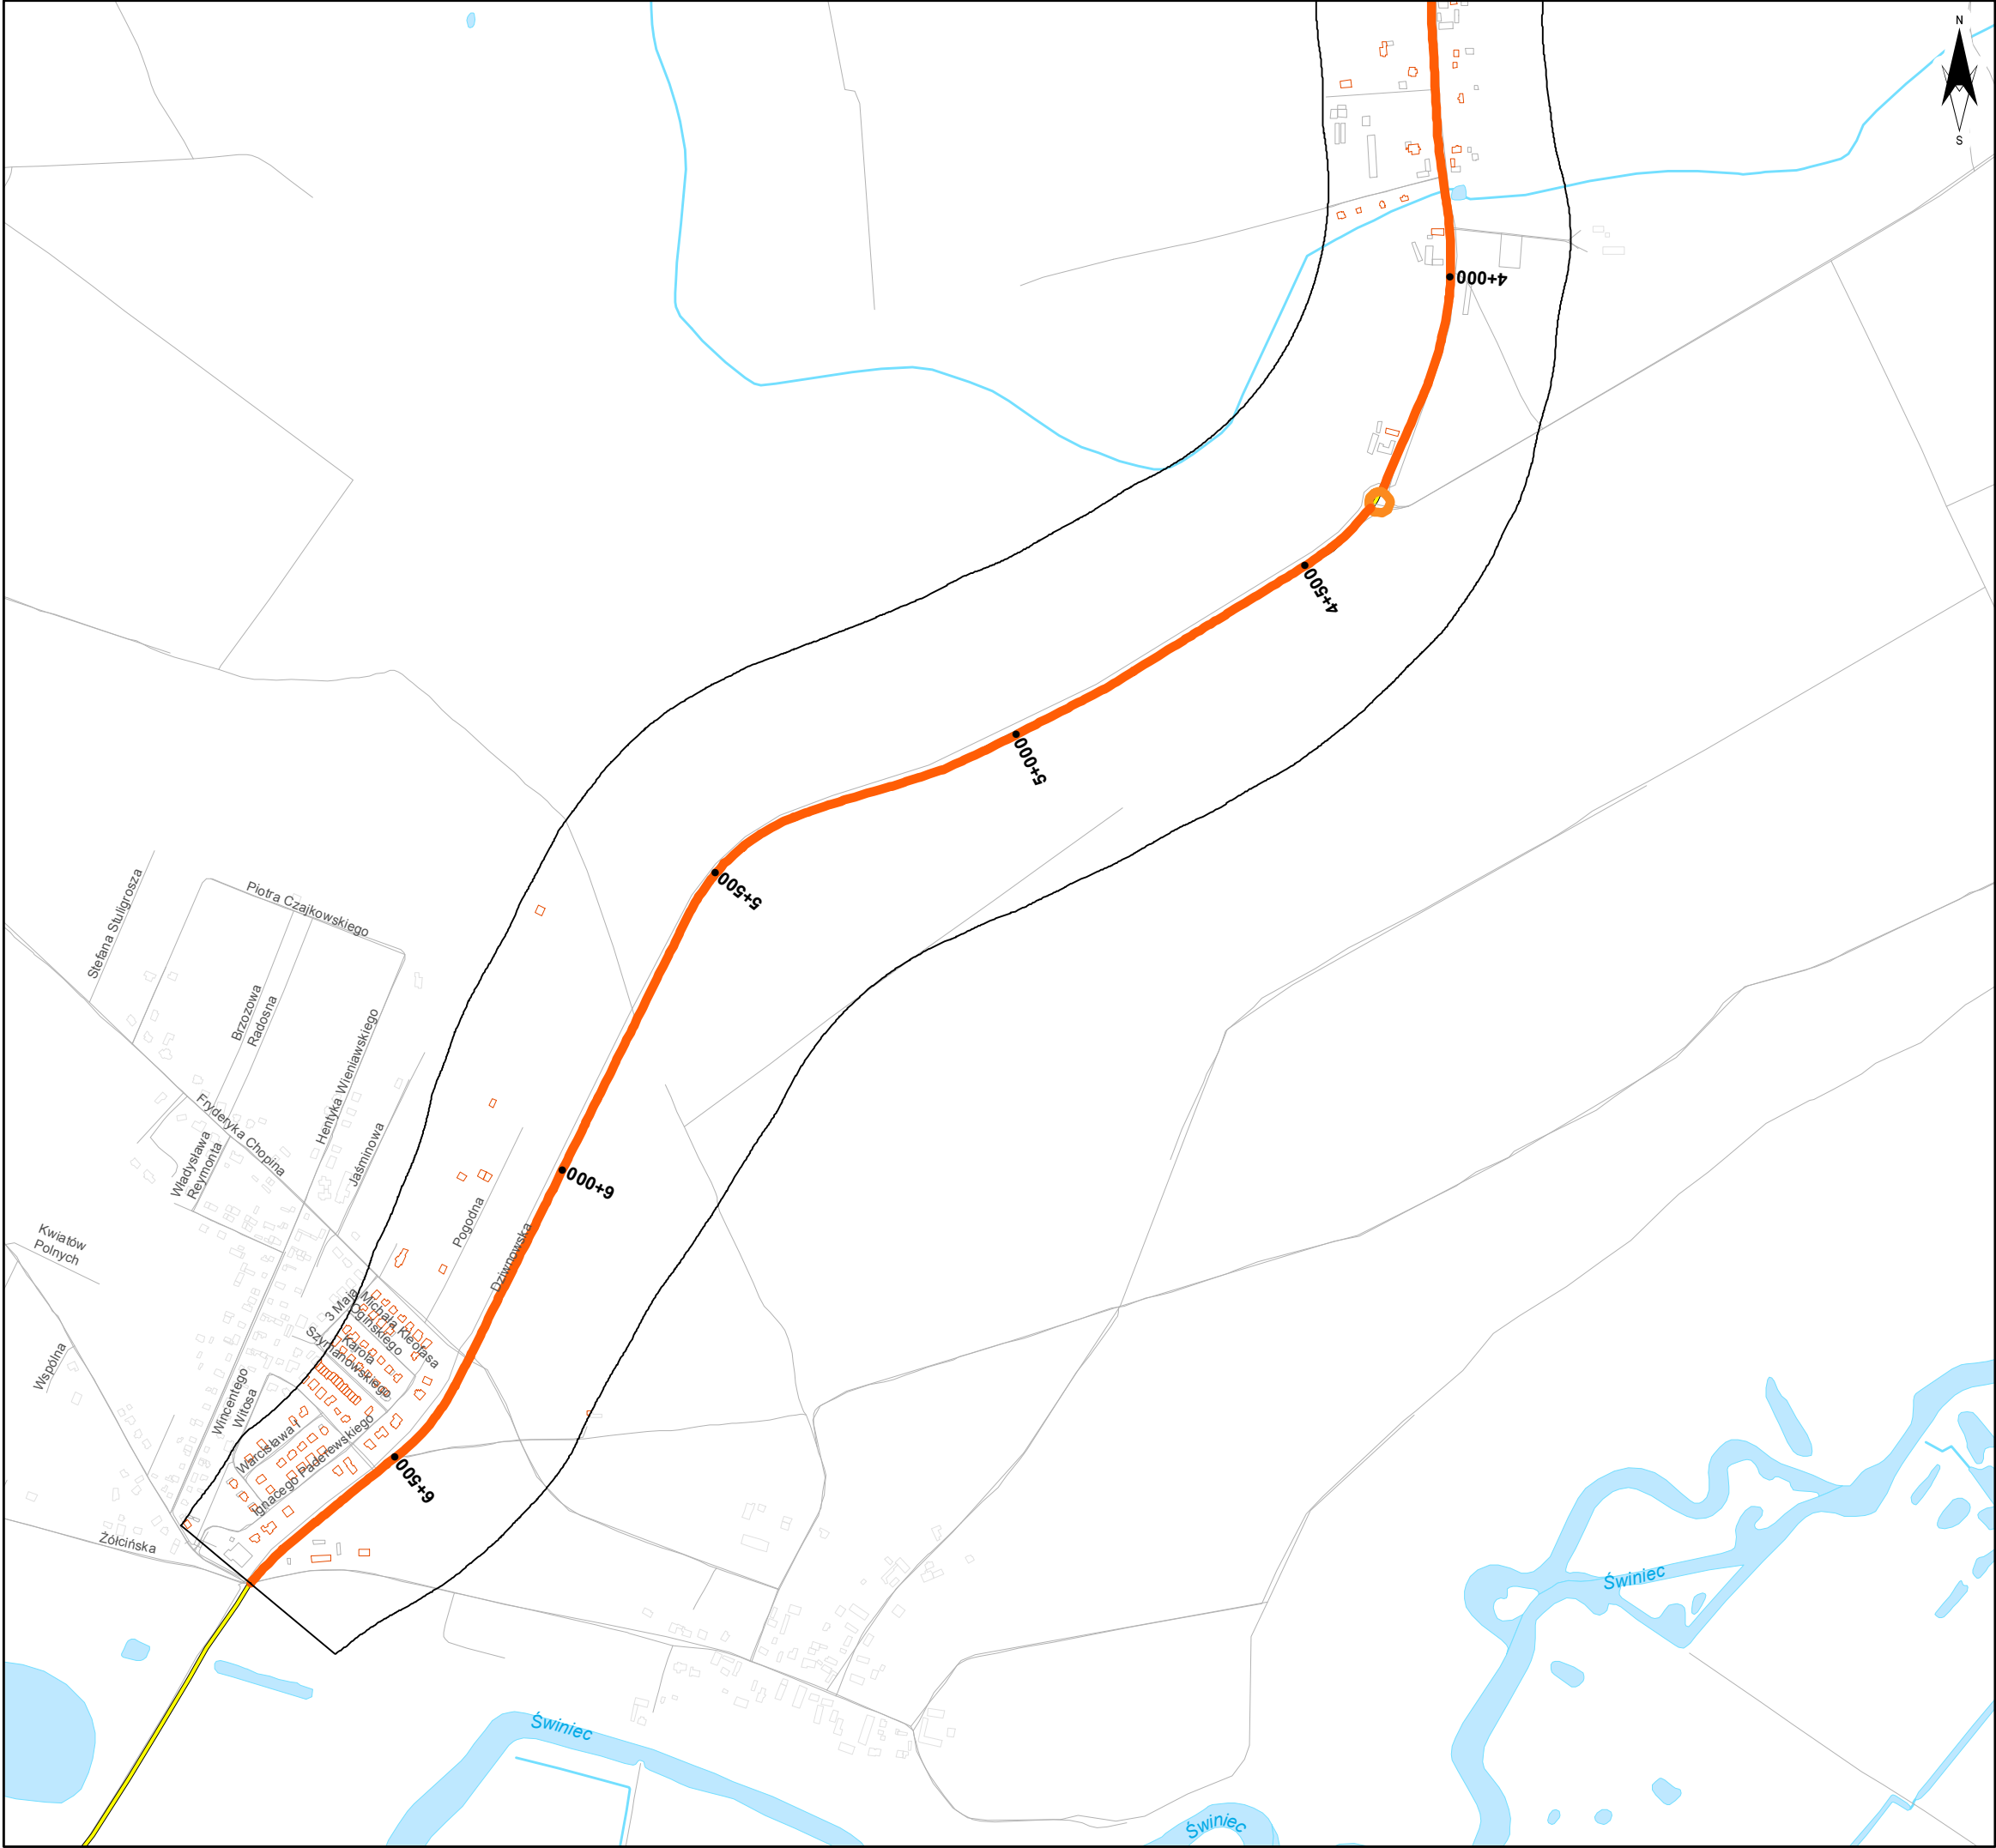 N
S
4+000
4+500
5+000
5+500
Piotra Czajkowskiego
Stefana Stuligrosza
Brzozowa
Radosna
Hentyka Wieniawskiego
Fryderyka Chopina
Jaśminowa
Władysława
Reymonta
6+000
Pogodna
Dziwnowska
Kwiatów
Polnych
3 Maja
Michała Kleofasa
Ogińskiego
Karola
Szymanowskiego
Wspólna
Wincentego
Witosa
Warcisława I
Ignacego Paderewskiego
6+500
Żółcińska
Świniec
Świniec
Świniec